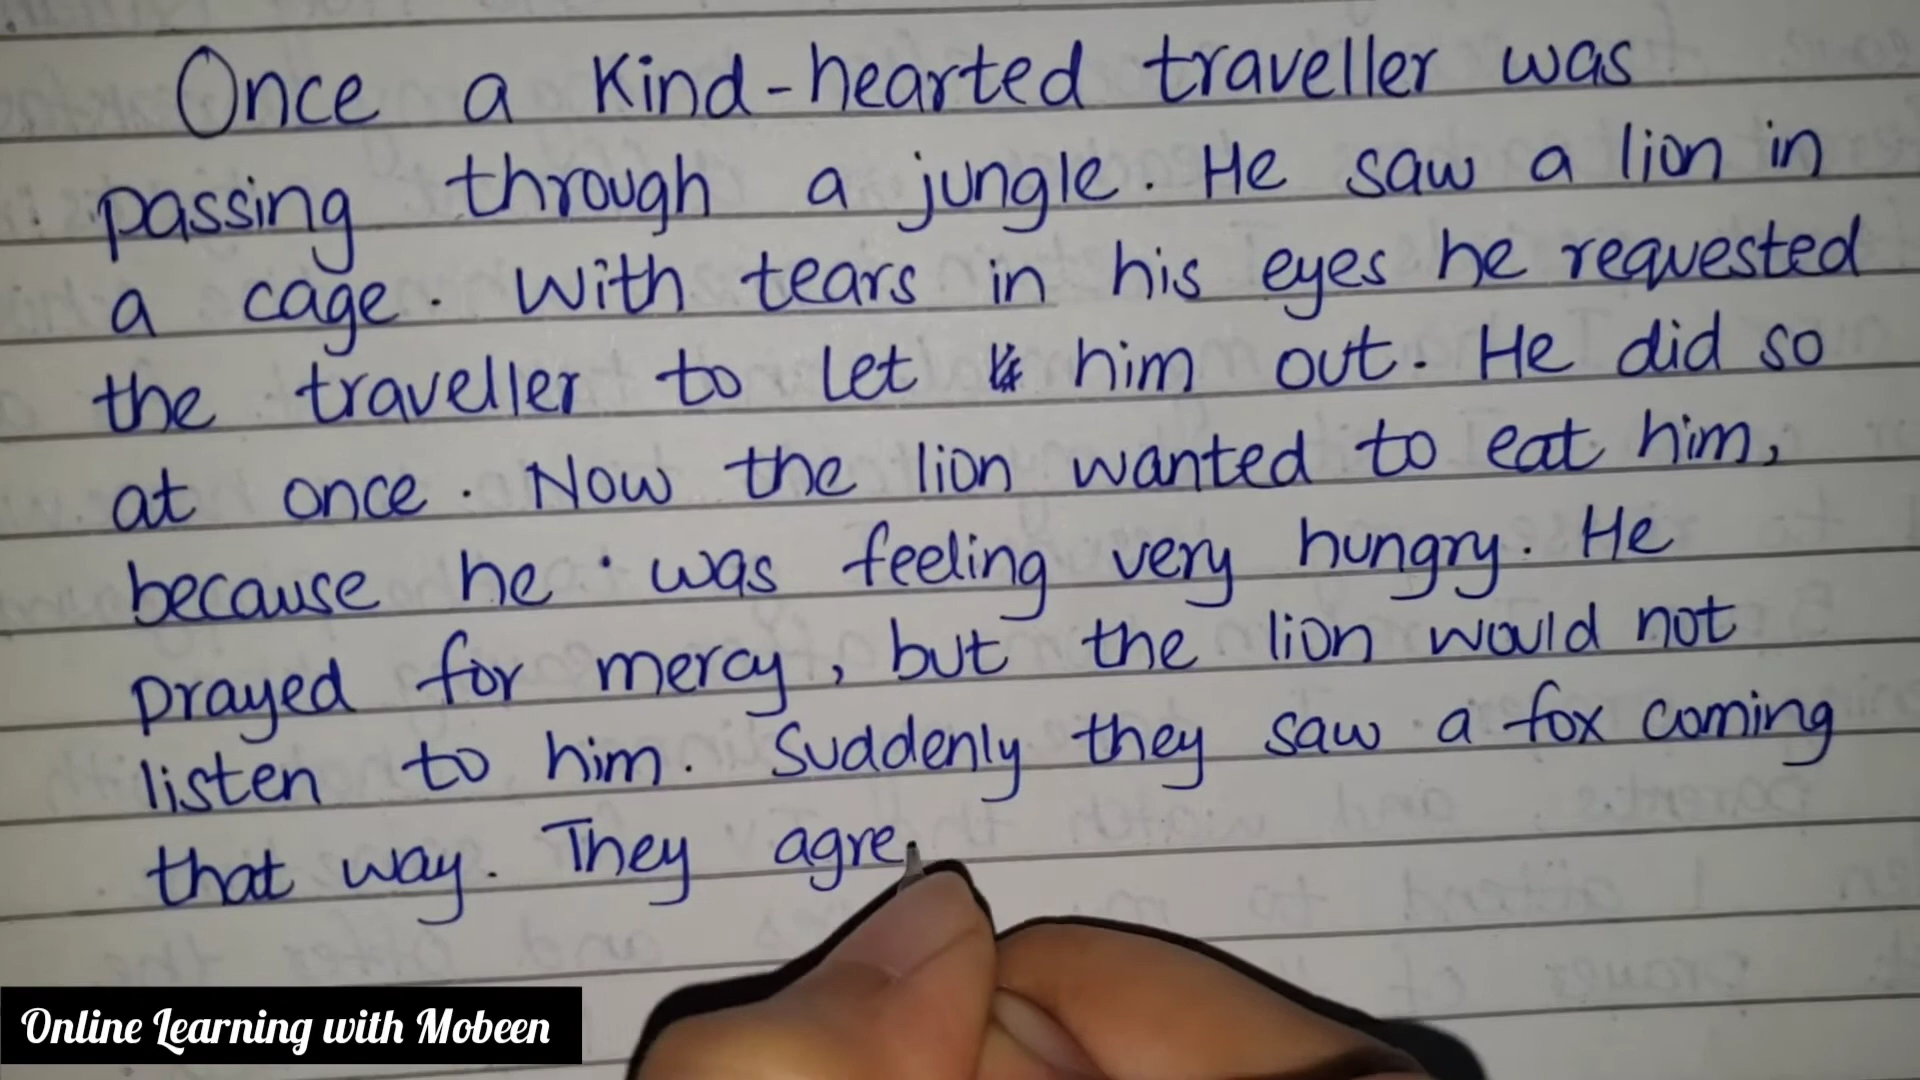 Once a kind-hearted traveller was
passing through a jungle. He saw a lion in
a cage. With tears in his eyes he requested
the traveller to let him out. He did so
at once. Now the lion wanted to eat him,
because he was feeling very hungry. He
prayed for mercy, but the lion would not
listen to him. Suddenly they saw a fox coming
that way. They agre
Online Learning with Mobeen